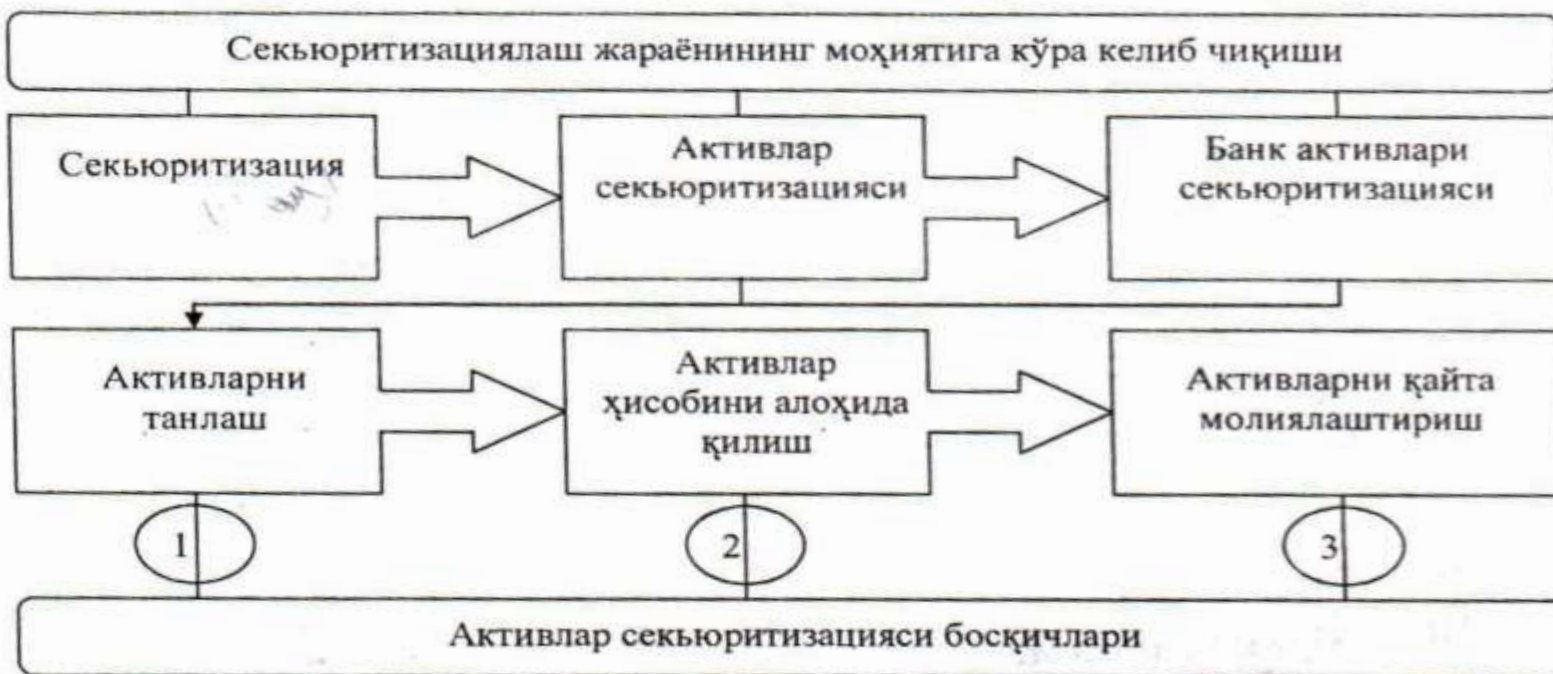 Секьюритизациялаш жараёнининг моҳиятига кўра келиб чиқиши
Секьюритизация
Активлар
секьюритизацияси
Банк активлари
секьюритизацияси
Активларни
танлаш
Активлар
ҳисобини алоҳида
қилиш
Активларни қайта
молиялаштириш
1
2
3
Активлар секьюритизацияси босқичлари